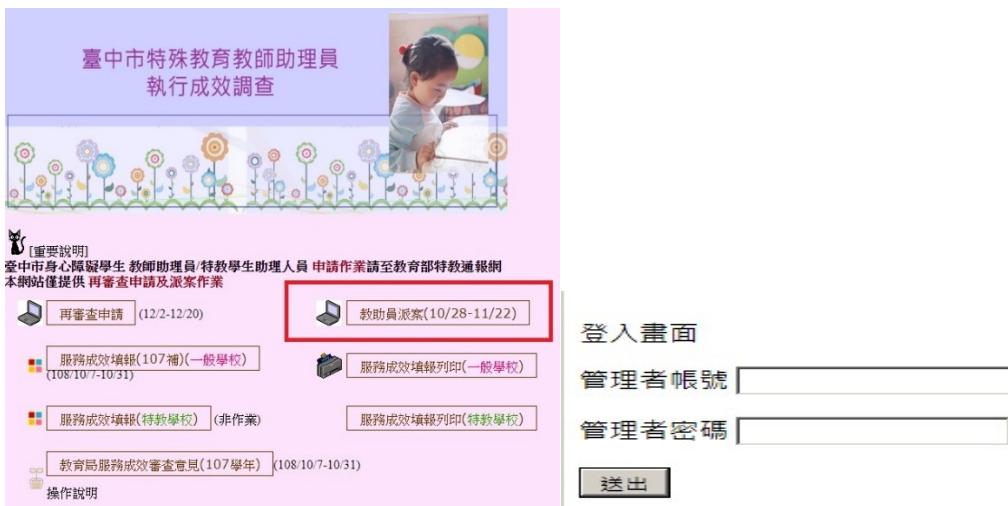 臺中市特殊教育教師助理員
執行成效調查
[重要說明]
臺中市身心障礙學生 教師助理員/特教學生助理人員 申請作業請至教育部特教通報網
本網站僅提供 再審查申請及派案作業
再審查申請 (12/2-12/20)
教助員派案(10/28-11/22)
服務成效填報(107補)(一般學校)
(108/10/7-10/31)
服務成效填報列印(一般學校)
服務成效填報(特教學校) (非作業)
服務成效填報列印(特教學校)
教育局服務成效審查意見(107學年) (108/10/7-10/31)
操作說明
登入畫面
管理者帳號
管理者密碼
送出